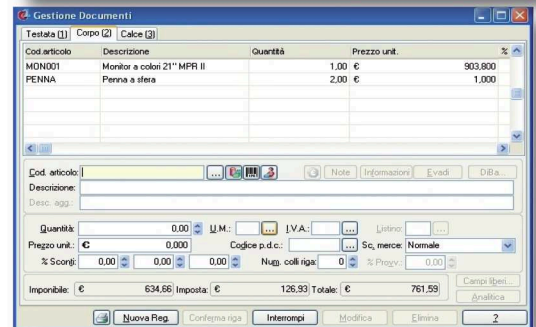 Gestione Documenti
Testata (1) Corpo (2) Calce (3)
Cod.articolo Descrizione Quantità Prezzo unit. %
MON001 Monitor a colori 21" MPR II 1,00 € 903,800
PENNA Penna a sfera 2,00 € 1,000
Cod. articolo: ... Note Informazioni Evadi DiBa...
Descrizione:
Desc. agg.:
Quantità: 0,00 U.M.: ... I.V.A.: ... Listino: ...
Prezzo unit.: € 0,000 Codice p.d.c.: ... Sc. merce: Normale
% Sconti: 0,00 0,00 0,00 Num. colli riga: 0 % Provv.: 0,00
Imponibile: € 634,66 Imposta: € 126,93 Totale: € 761,59 Campi liberi...
Analitica
Nuova Reg. Conferma riga Interrompi Modifica Elimina ?